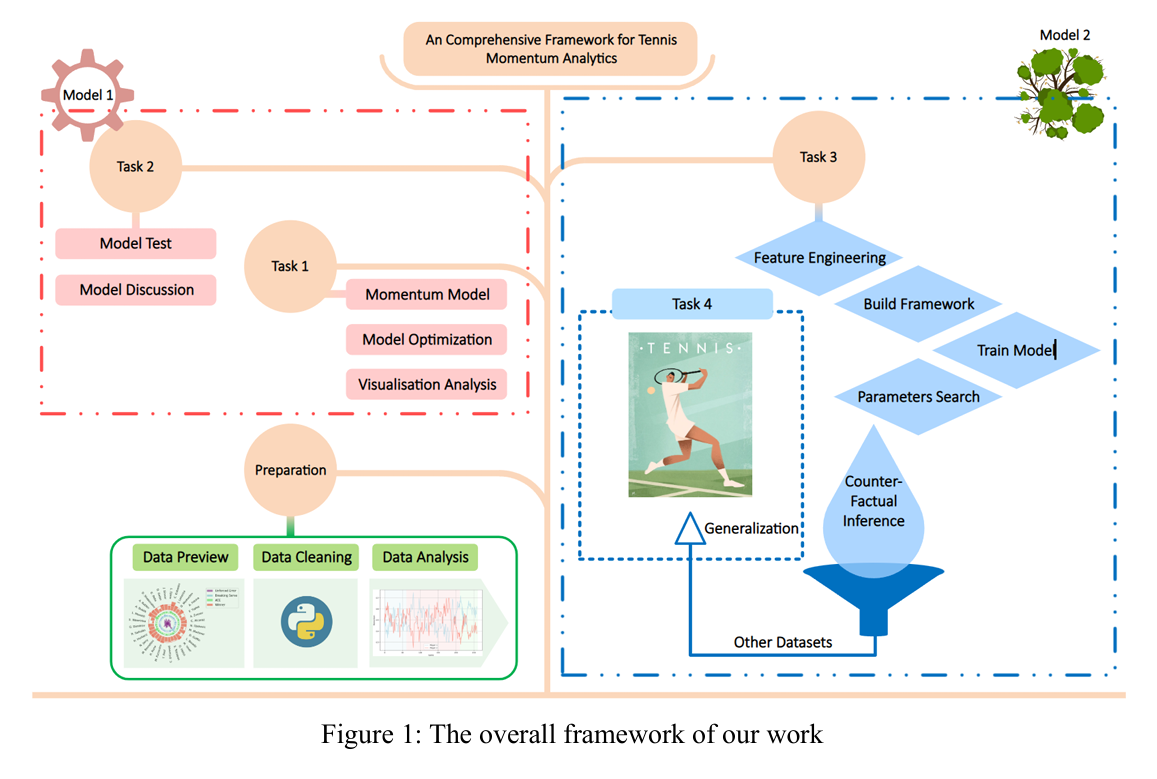 An Comprehensive Framework for Tennis
Momentum Analytics
Model 1
Model 2
Task 2
Model Test
Model Discussion
Task 1
Momentum Model
Model Optimization
Visualisation Analysis
Preparation
Data Preview
Data Cleaning
Data Analysis
Task 3
Feature Engineering
Build Framework
Train Model
Parameters Search
Counter-
Factual
Inference
Task 4
·TENNIS·
Generalization
Other Datasets
Figure 1: The overall framework of our work